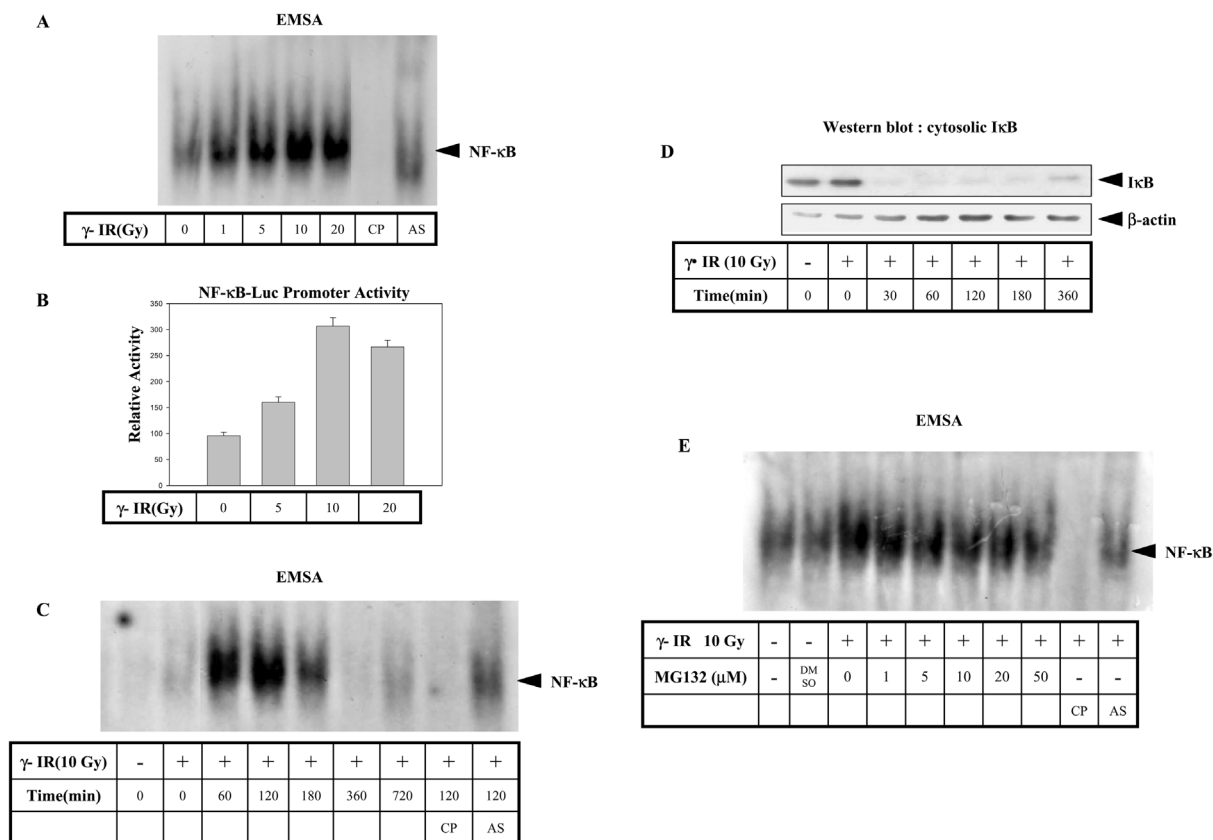 A
EMSA
NF-κB
γ- IR(Gy) 0 1 5 10 20 CP AS
B
NF-κB-Luc Promoter Activity
Relative Activity
350
300
250
200
150
100
50
0
γ- IR(Gy) 0 5 10 20
EMSA
C
NF-κB
γ- IR(10 Gy) - + + + + + + + +
Time(min) 0 0 60 120 180 360 720 120 120
CP AS
Western blot : cytosolic IκB
D
IκB
β-actin
γ• IR (10 Gy) - + + + + + +
Time(min) 0 0 30 60 120 180 360
EMSA
E
NF-κB
γ- IR 10 Gy - - + + + + + + + +
MG132 (μM) - DM SO 0 1 5 10 20 50 - -
CP AS